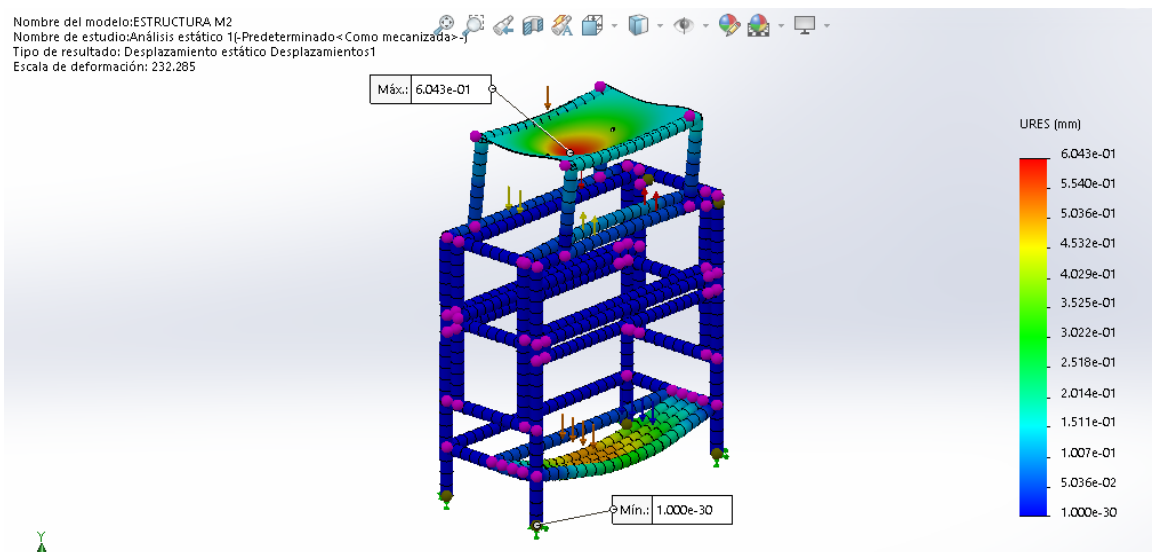 Nombre del modelo:ESTRUCTURA M2
Nombre de estudio:Análisis estático 1(-Predeterminado<Como mecanizada>-)
Tipo de resultado: Desplazamiento estático Desplazamientos1
Escala de deformación: 232.285
Máx.: 6.043e-01
URES (mm)
6.043e-01
5.540e-01
5.036e-01
4.532e-01
4.029e-01
3.525e-01
3.022e-01
2.518e-01
2.014e-01
1.511e-01
1.007e-01
5.036e-02
1.000e-30
Mín.: 1.000e-30
Y